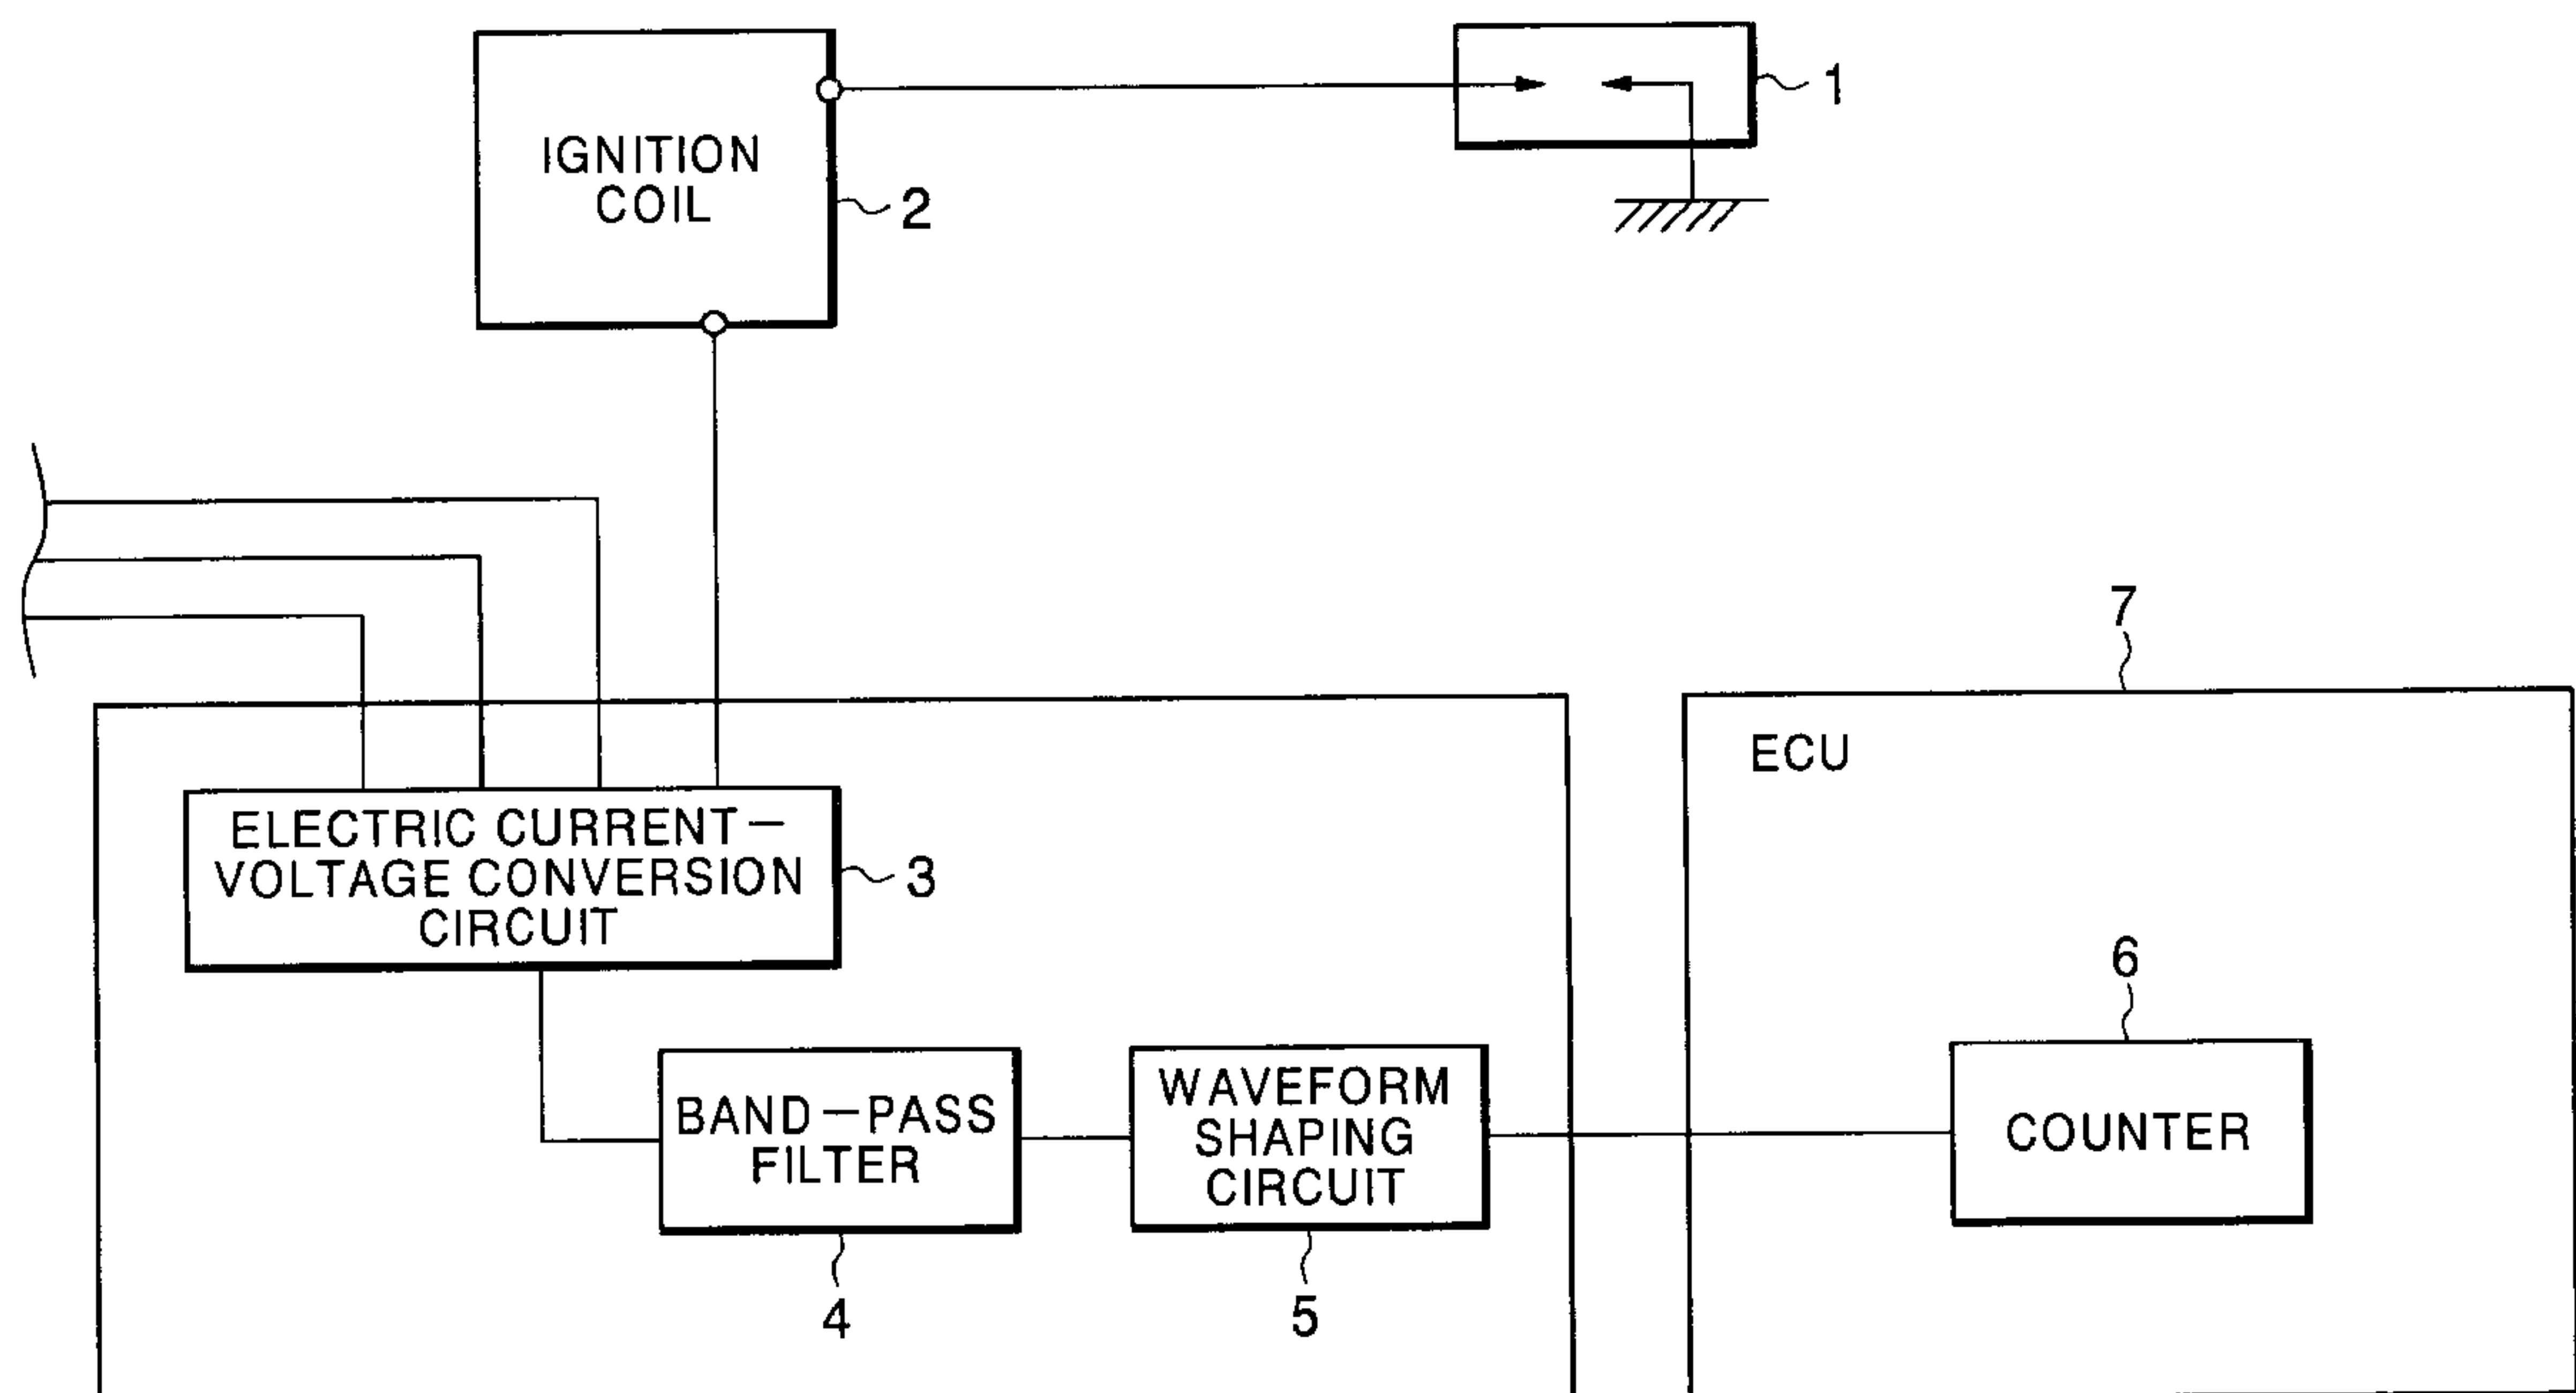 1
IGNITION
COIL
2
7
ECU
ELECTRIC CURRENT—
VOLTAGE CONVERSION
CIRCUIT
3
6
BAND—PASS
FILTER
WAVEFORM
SHAPING
CIRCUIT
COUNTER
4
5